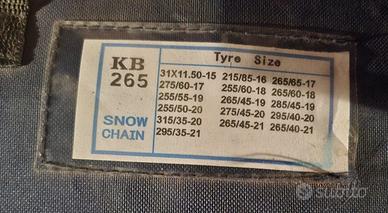 KB
265
SNOW
CHAIN
Tyre Size
31X11.50-15 215/85-16 265/65-17
275/60-17 255/60-18 265/60-18
255/55-19 265/45-19 285/45-19
255/50-20 275/45-20 295/40-20
315/35-20 265/45-21 265/40-21
295/35-21
subito